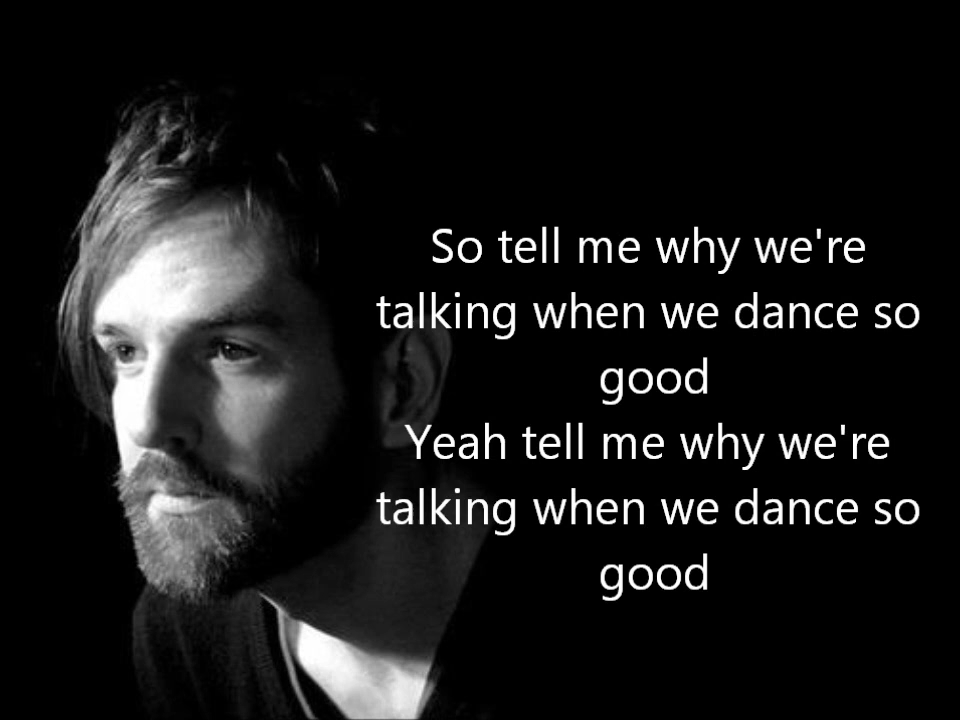 So tell me why we're
talking when we dance so
good
Yeah tell me why we're
talking when we dance so
good